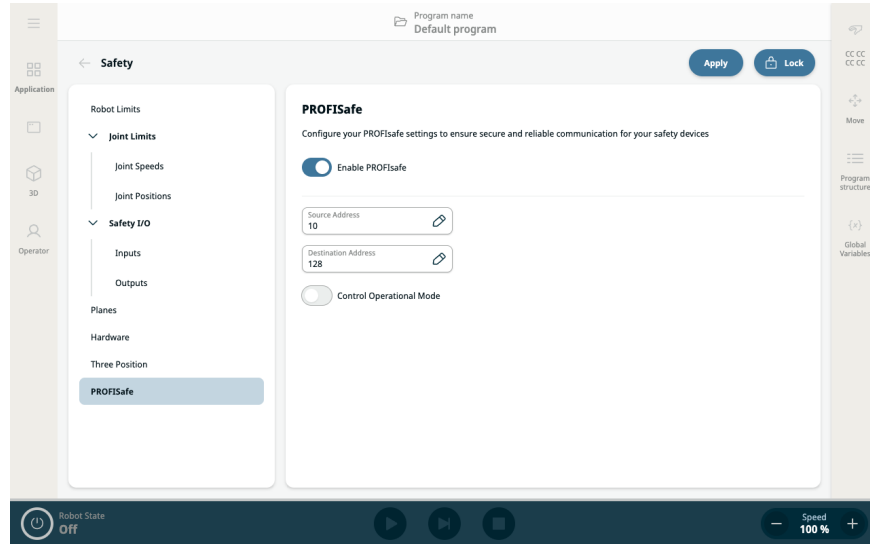 Program name
Default program
Safety
Apply
Lock
Application
3D
Operator
Robot Limits
Joint Limits
Joint Speeds
Joint Positions
Safety I/O
Inputs
Outputs
Planes
Hardware
Three Position
PROFISafe
PROFISafe
Configure your PROFIsafe settings to ensure secure and reliable communication for your safety devices
Enable PROFIsafe
Source Address
10
Destination Address
128
Control Operational Mode
CC CC
CC CC
Move
Program
structure
{x}
Global
Variables
Robot State
Off
Speed
100 %